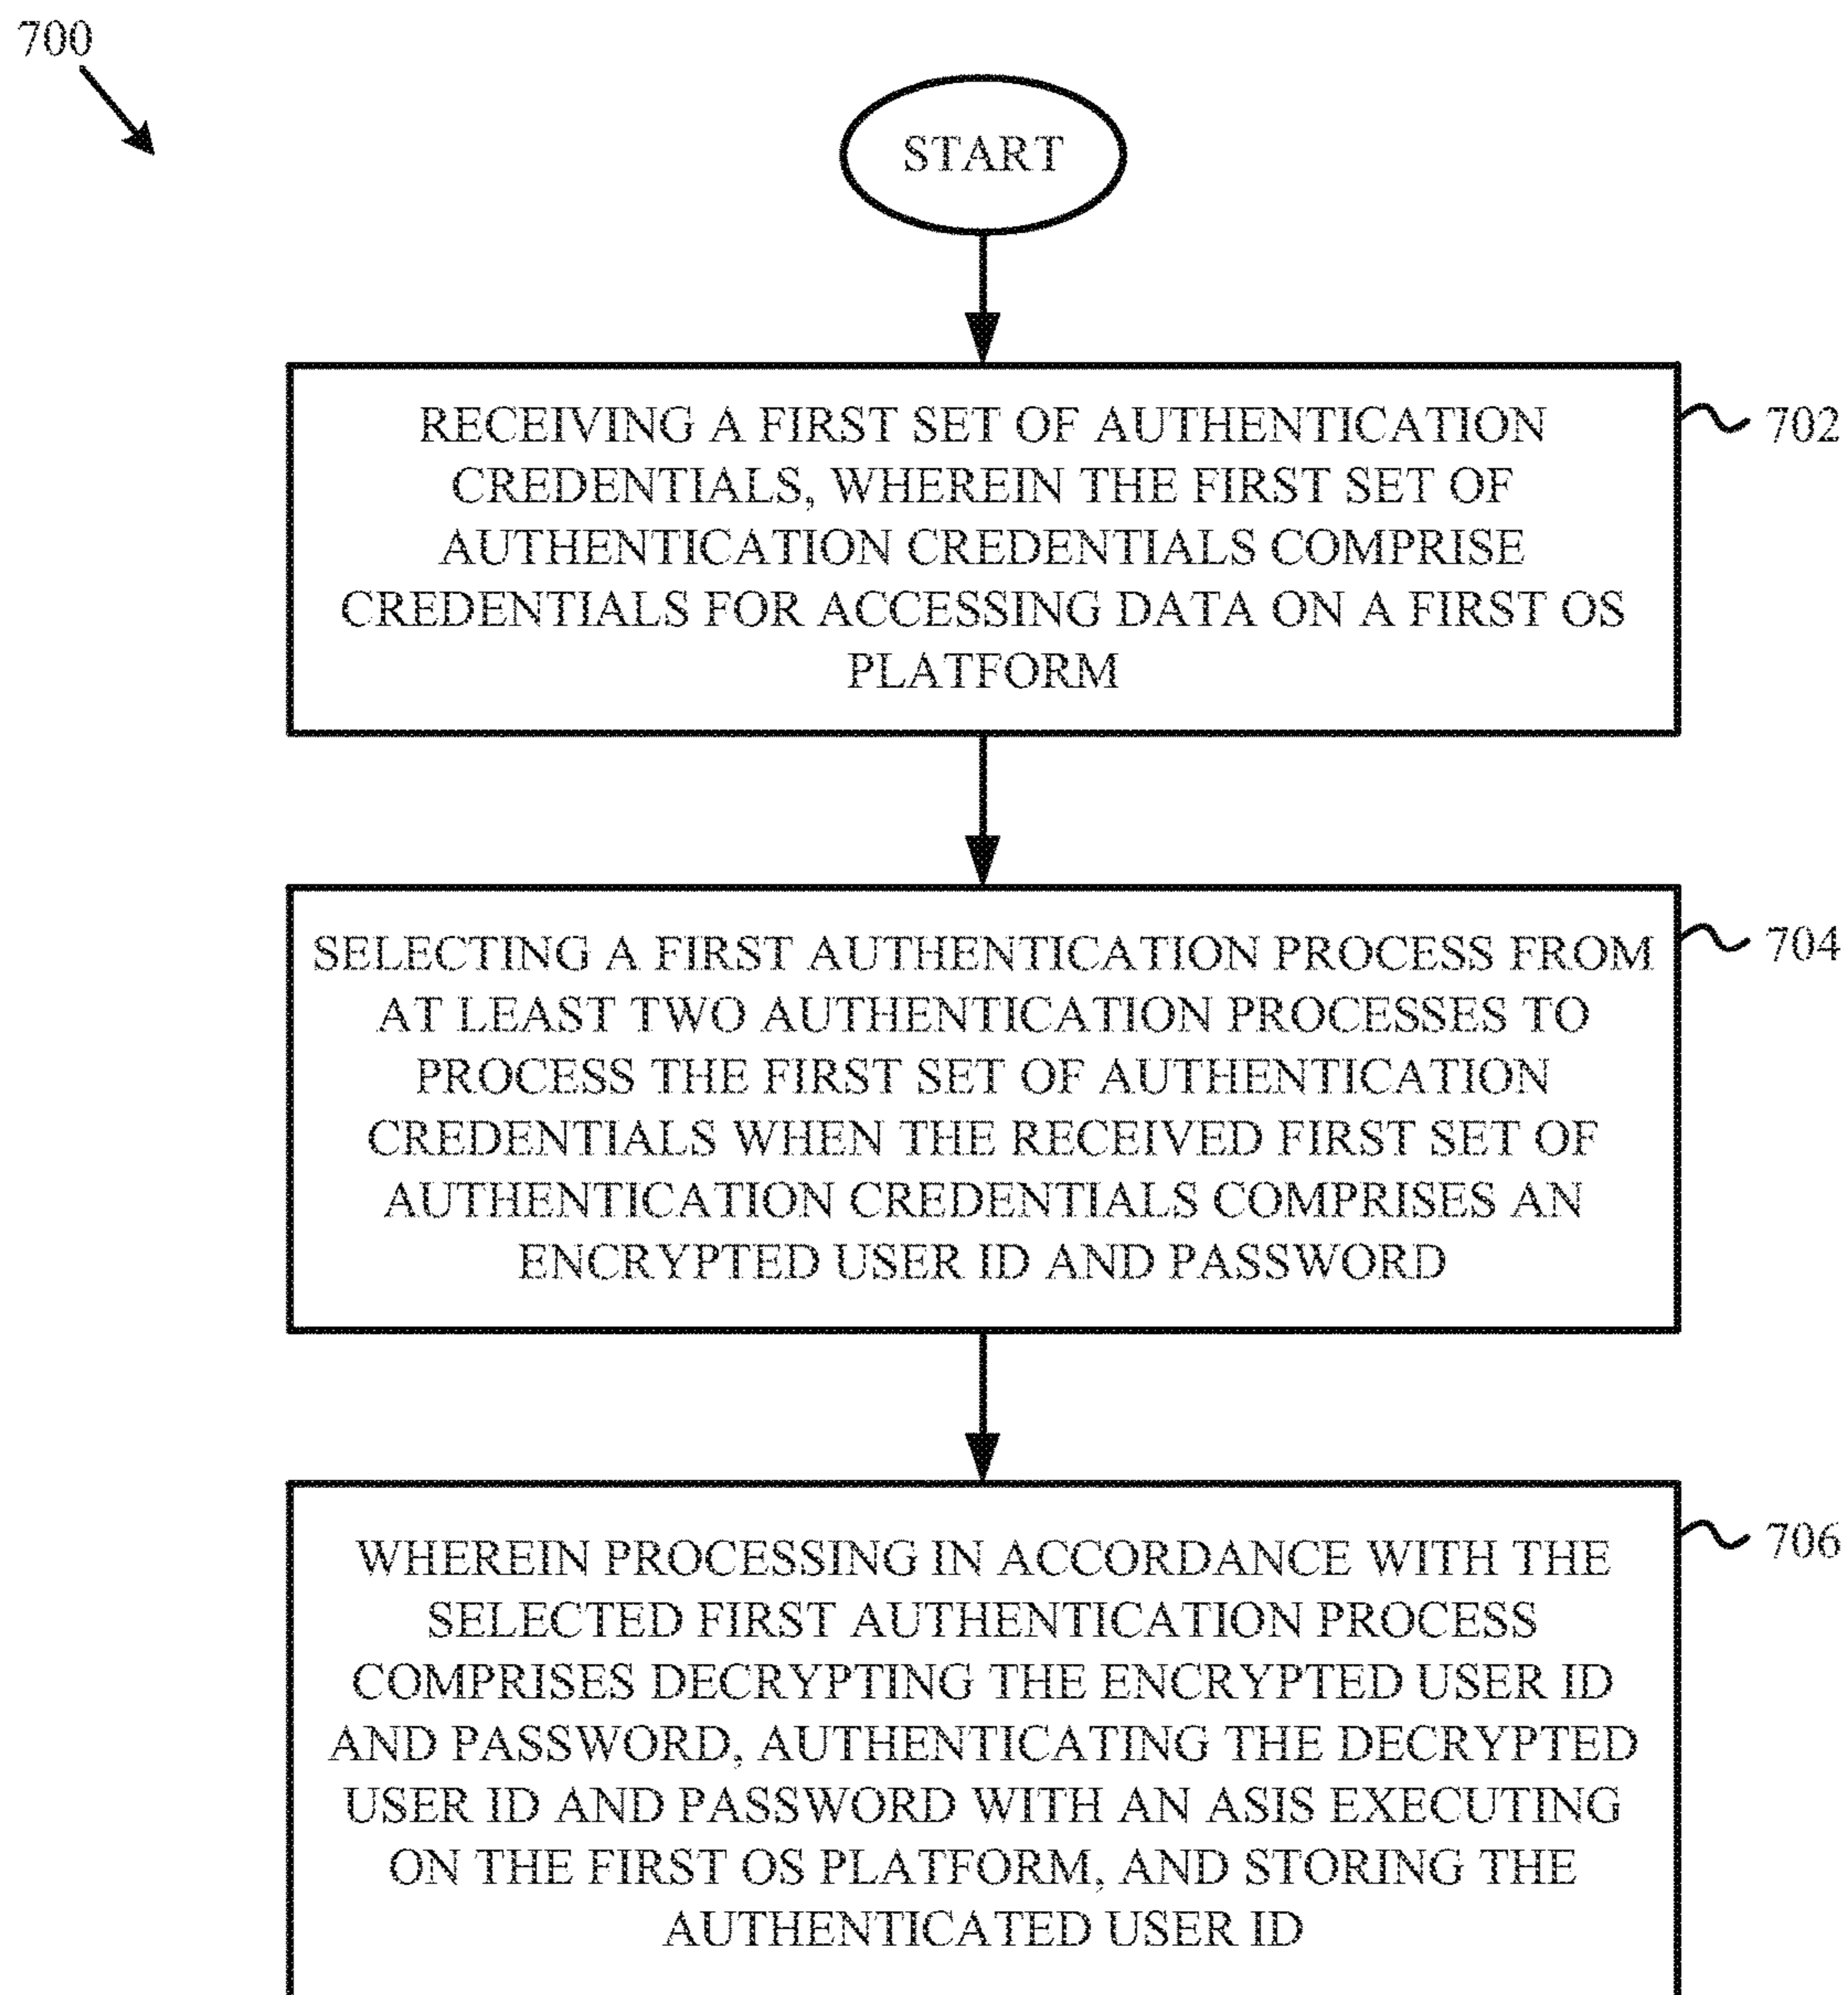 700
START
RECEIVING A FIRST SET OF AUTHENTICATION
CREDENTIALS, WHEREIN THE FIRST SET OF
AUTHENTICATION CREDENTIALS COMPRISE
CREDENTIALS FOR ACCESSING DATA ON A FIRST OS
PLATFORM
702
SELECTING A FIRST AUTHENTICATION PROCESS FROM
AT LEAST TWO AUTHENTICATION PROCESSES TO
PROCESS THE FIRST SET OF AUTHENTICATION
CREDENTIALS WHEN THE RECEIVED FIRST SET OF
AUTHENTICATION CREDENTIALS COMPRISES AN
ENCRYPTED USER ID AND PASSWORD
704
WHEREIN PROCESSING IN ACCORDANCE WITH THE
SELECTED FIRST AUTHENTICATION PROCESS
COMPRISES DECRYPTING THE ENCRYPTED USER ID
AND PASSWORD, AUTHENTICATING THE DECRYPTED
USER ID AND PASSWORD WITH AN ASIS EXECUTING
ON THE FIRST OS PLATFORM, AND STORING THE
AUTHENTICATED USER ID
706